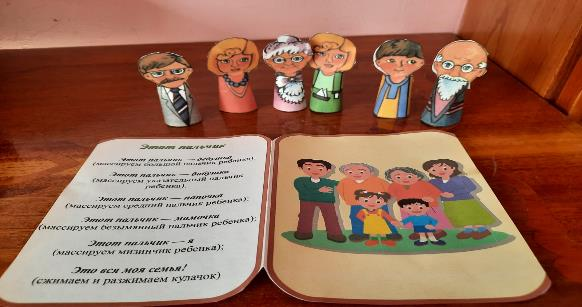 Этот пальчик
Этот пальчик — дедушка
(массируем большой пальчик ребенка).
Этот пальчик — бабушка
(массируем указательный пальчик
ребенка).
Этот пальчик — папочка
(массируем средний пальчик ребенка);
Этот пальчик — мамочка
(массируем безымянный пальчик ребенка);
Этот пальчик — я
(массируем мизинчик ребенка);
Это вся моя семья!
(сжимаем и разжимаем кулачок)